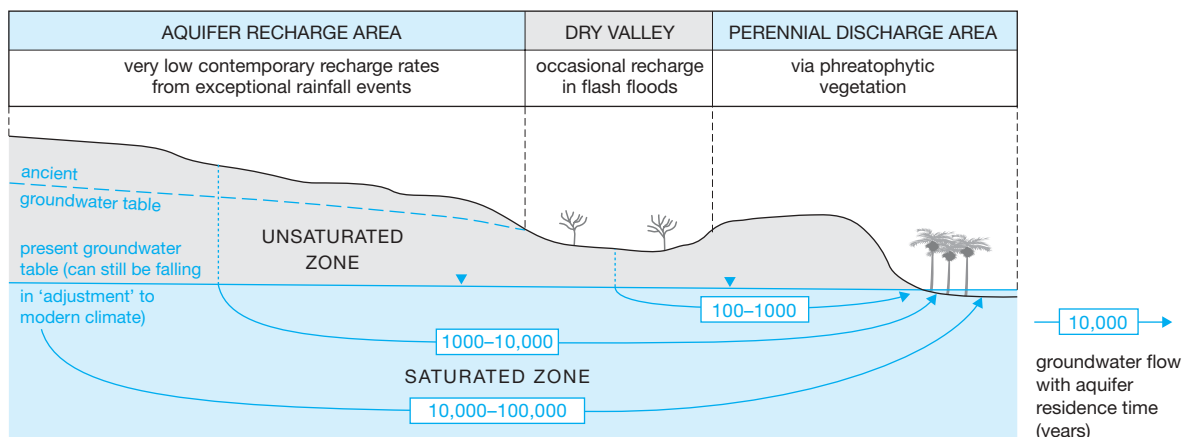 AQUIFER RECHARGE AREA
DRY VALLEY
PERENNIAL DISCHARGE AREA
very low contemporary recharge rates
from exceptional rainfall events
occasional recharge
in flash floods
via phreatophytic
vegetation
ancient
groundwater table
UNSATURATED
ZONE
present groundwater
table (can still be falling
in ‘adjustment’ to
modern climate)
100–1000
1000–10,000
SATURATED ZONE
10,000–100,000
10,000
groundwater flow
with aquifer
residence time
(years)